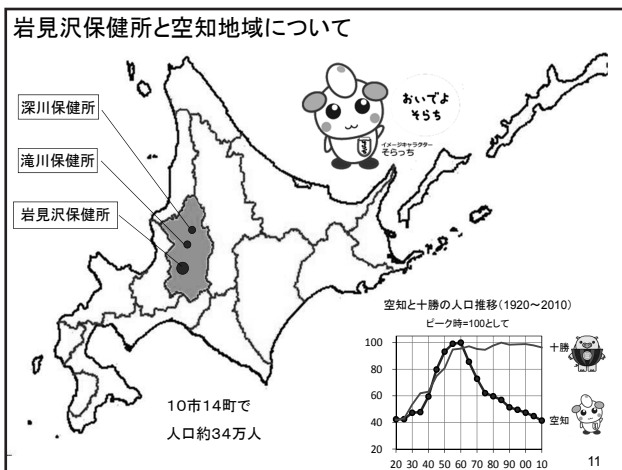 岩見沢保健所と空知地域について
深川保健所
滝川保健所
岩見沢保健所
おいでよ
そらち
イメージキャラクター
そらっち
10市14町で
人口約34万人
空知と十勝の人口推移(1920～2010)
ピーク時=100として
100
80
60
40
20
十勝
空知
20 30 40 50 60 70 80 90 00 10
11